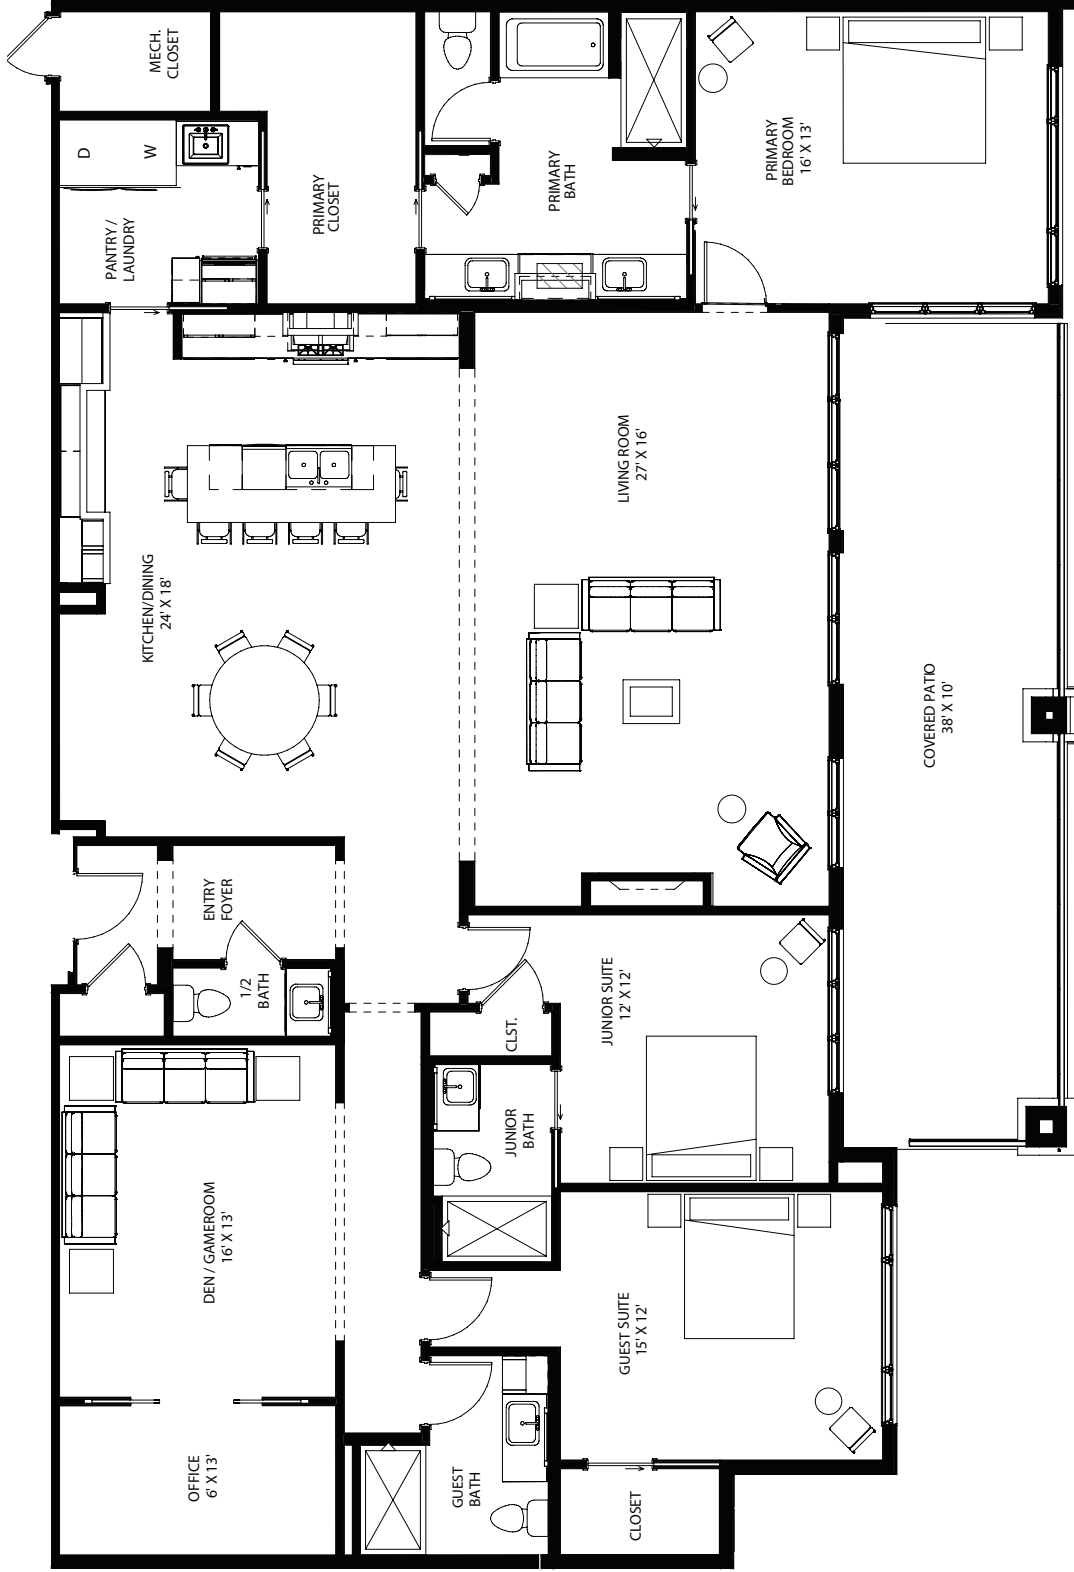 MECH.
CLOSET
D
W
PANTRY /
LAUNDRY
PRIMARY
CLOSET
PRIMARY
BATH
PRIMARY
BEDROOM
16' X 13'
KITCHEN/DINING
24' X 18'
LIVING ROOM
27' X 16'
COVERED PATIO
38' X 10'
ENTRY
FOYER
1/2
BATH
CLST.
JUNIOR SUITE
12' X 12'
JUNIOR
BATH
DEN / GAMEROOM
16' X 13'
GUEST SUITE
15' X 12'
OFFICE
6' X 13'
GUEST
BATH
CLOSET